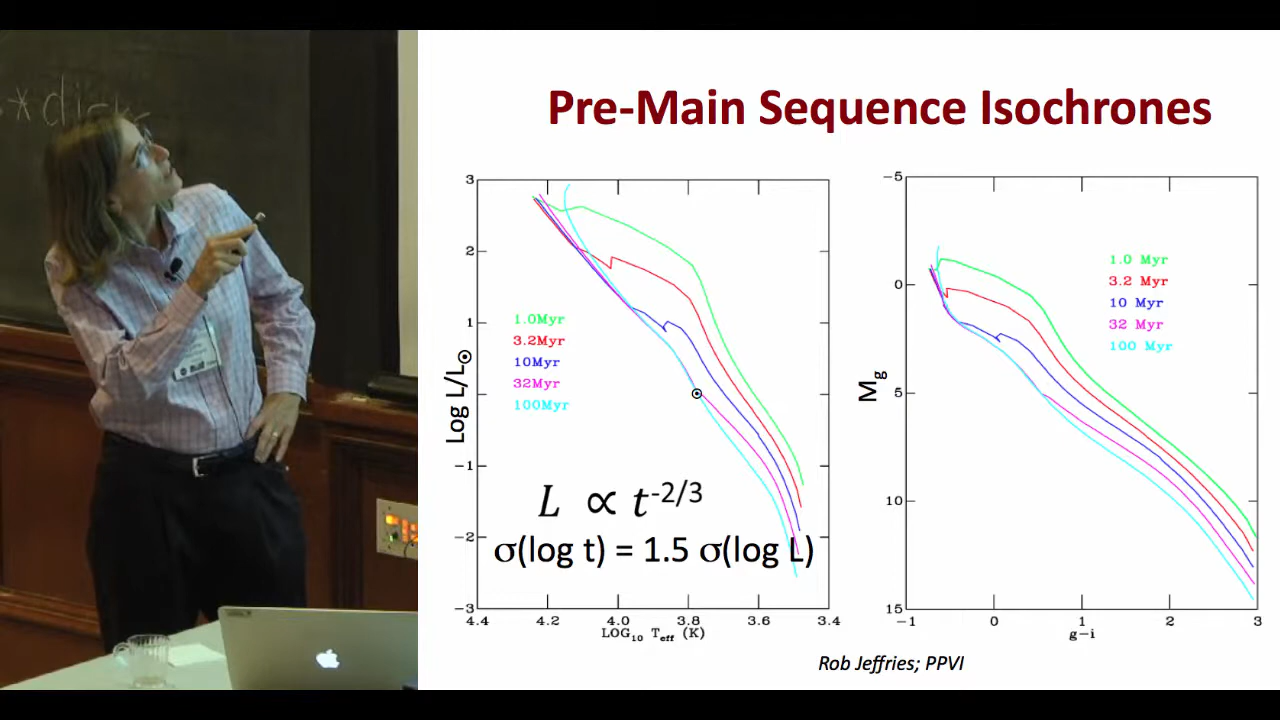 * disk
Pre-Main Sequence Isochrones
3
2
1
-1
-2
-3
4.4 4.2 4.0 3.8 3.6 3.4
LOG₁₀ Teff (K)
Log L/L⊙
1.0Myr
3.2Myr
10Myr
32Myr
100Myr
L ∝ t^-2/3
σ(log t) = 1.5 σ(log L)
-5
0
5
10
15
-1 0 1 2 3
g-i
Mg
1.0 Myr
3.2 Myr
10 Myr
32 Myr
100 Myr
Rob Jeffries; PPVI